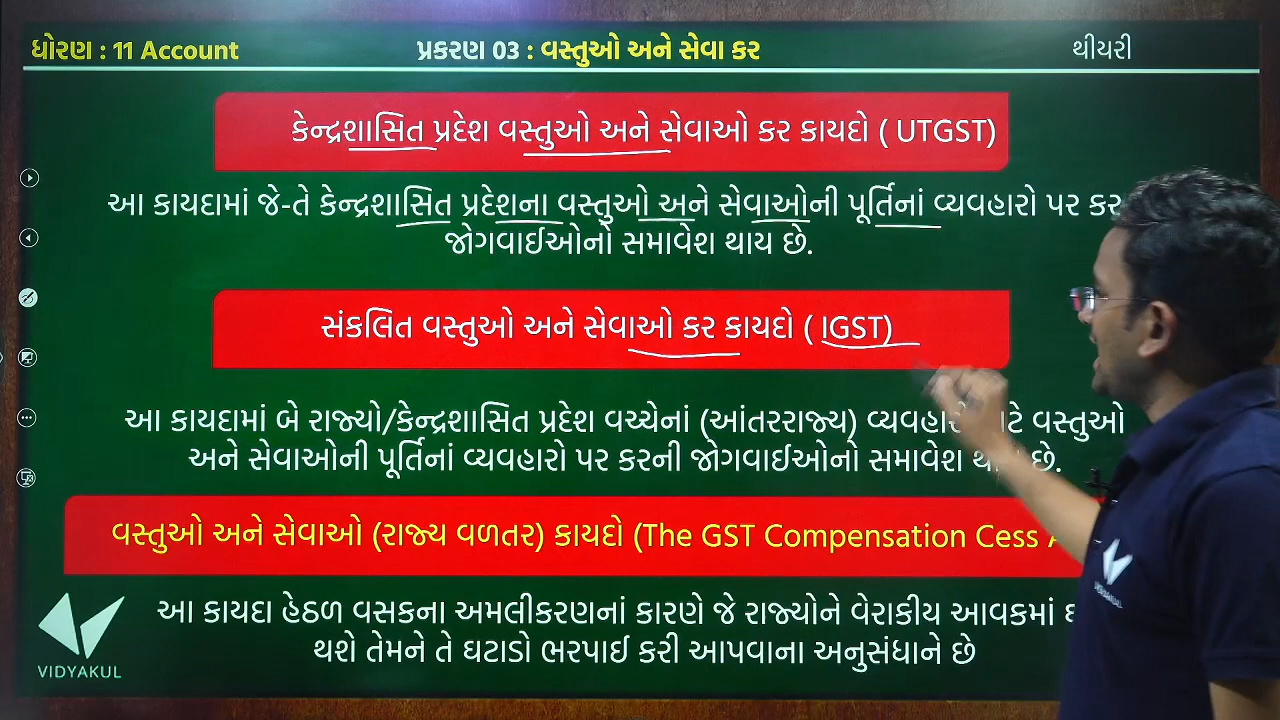 ધોરણ : 11 Account
પ્રકરણ 03 : વસ્તુઓ અને સેવા કર
થીયરી
કેન્દ્રશાસિત પ્રદેશ વસ્તુઓ અને સેવાઓ કર કાયદો ( UTGST)
આ કાયદામાં જે-તે કેન્દ્રશાસિત પ્રદેશના વસ્તુઓ અને સેવાઓની પૂર્તિનાં વ્યવહારો પર કર
જોગવાઈઓનો સમાવેશ થાય છે.
સંકલિત વસ્તુઓ અને સેવાઓ કર કાયદો ( IGST)
આ કાયદામાં બે રાજ્યો/કેન્દ્રશાસિત પ્રદેશ વચ્ચેનાં (આંતરરાજ્ય) વસ્તુઓ
અને સેવાઓની પૂર્તિનાં વ્યવહારો પર કરની જોગવાઈઓનો સમાવેશ છે.
વસ્તુઓ અને સેવાઓ (રાજ્ય વળતર) કાયદો (The GST Compensation Cess
આ કાયદા હેઠળ વસકના અમલીકરણનાં કારણે જે રાજ્યોને વેરાકીય આવકમાં
થશે તેમને તે ઘટાડો ભરપાઈ કરી આપવાના અનુસંધાને છે
VIDYAKUL